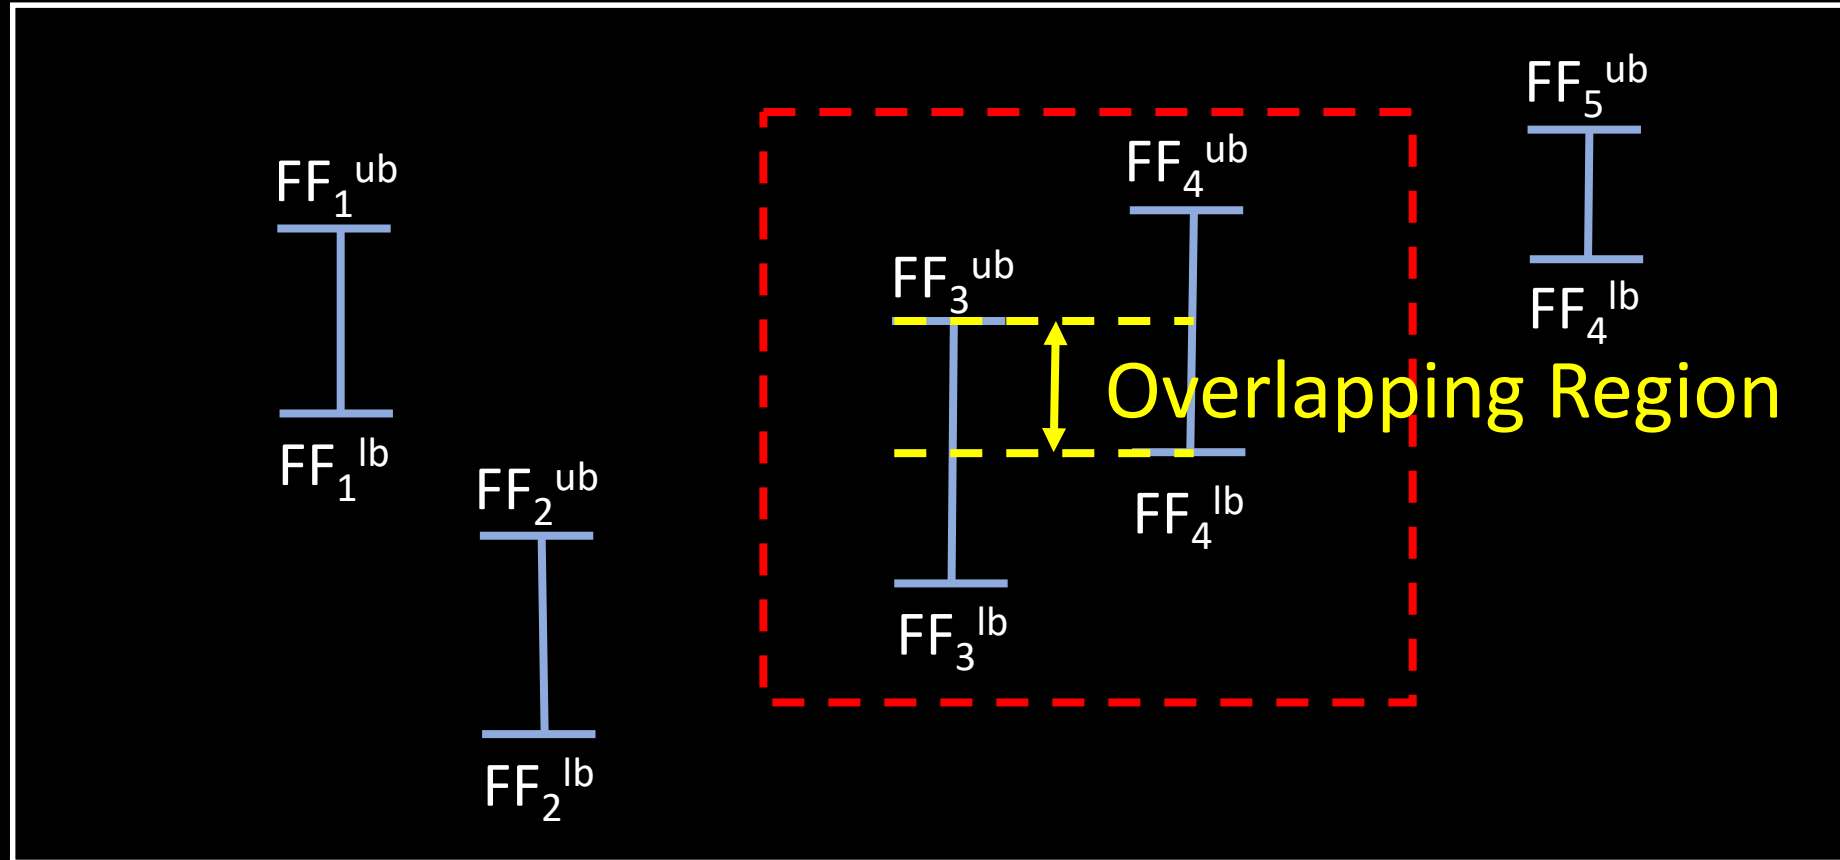 FF₁ᵘᵇ
FF₁ˡᵇ
FF₂ᵘᵇ
FF₂ˡᵇ
FF₃ᵘᵇ
FF₃ˡᵇ
FF₄ᵘᵇ
Overlapping Region
FF₄ˡᵇ
FF₅ᵘᵇ
FF₄ˡᵇ